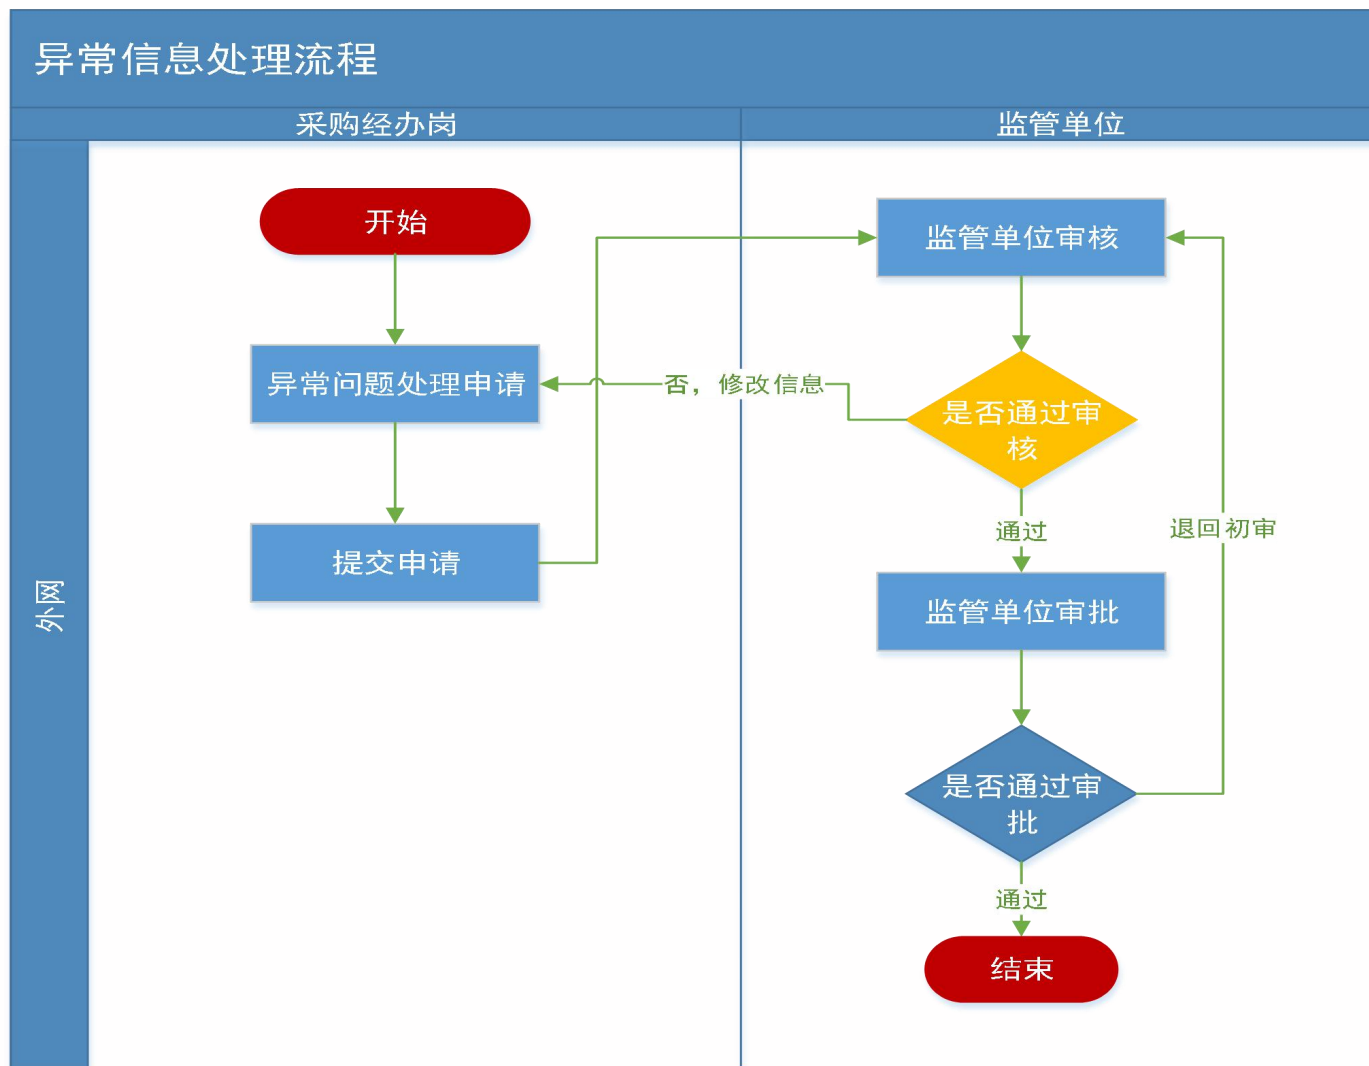 异常信息处理流程
采购经办岗
监管单位
外网
开始
监管单位审核
异常问题处理申请
否，修改信息
是否通过审
核
提交申请
通过
退回初审
监管单位审批
是否通过审
批
通过
结束